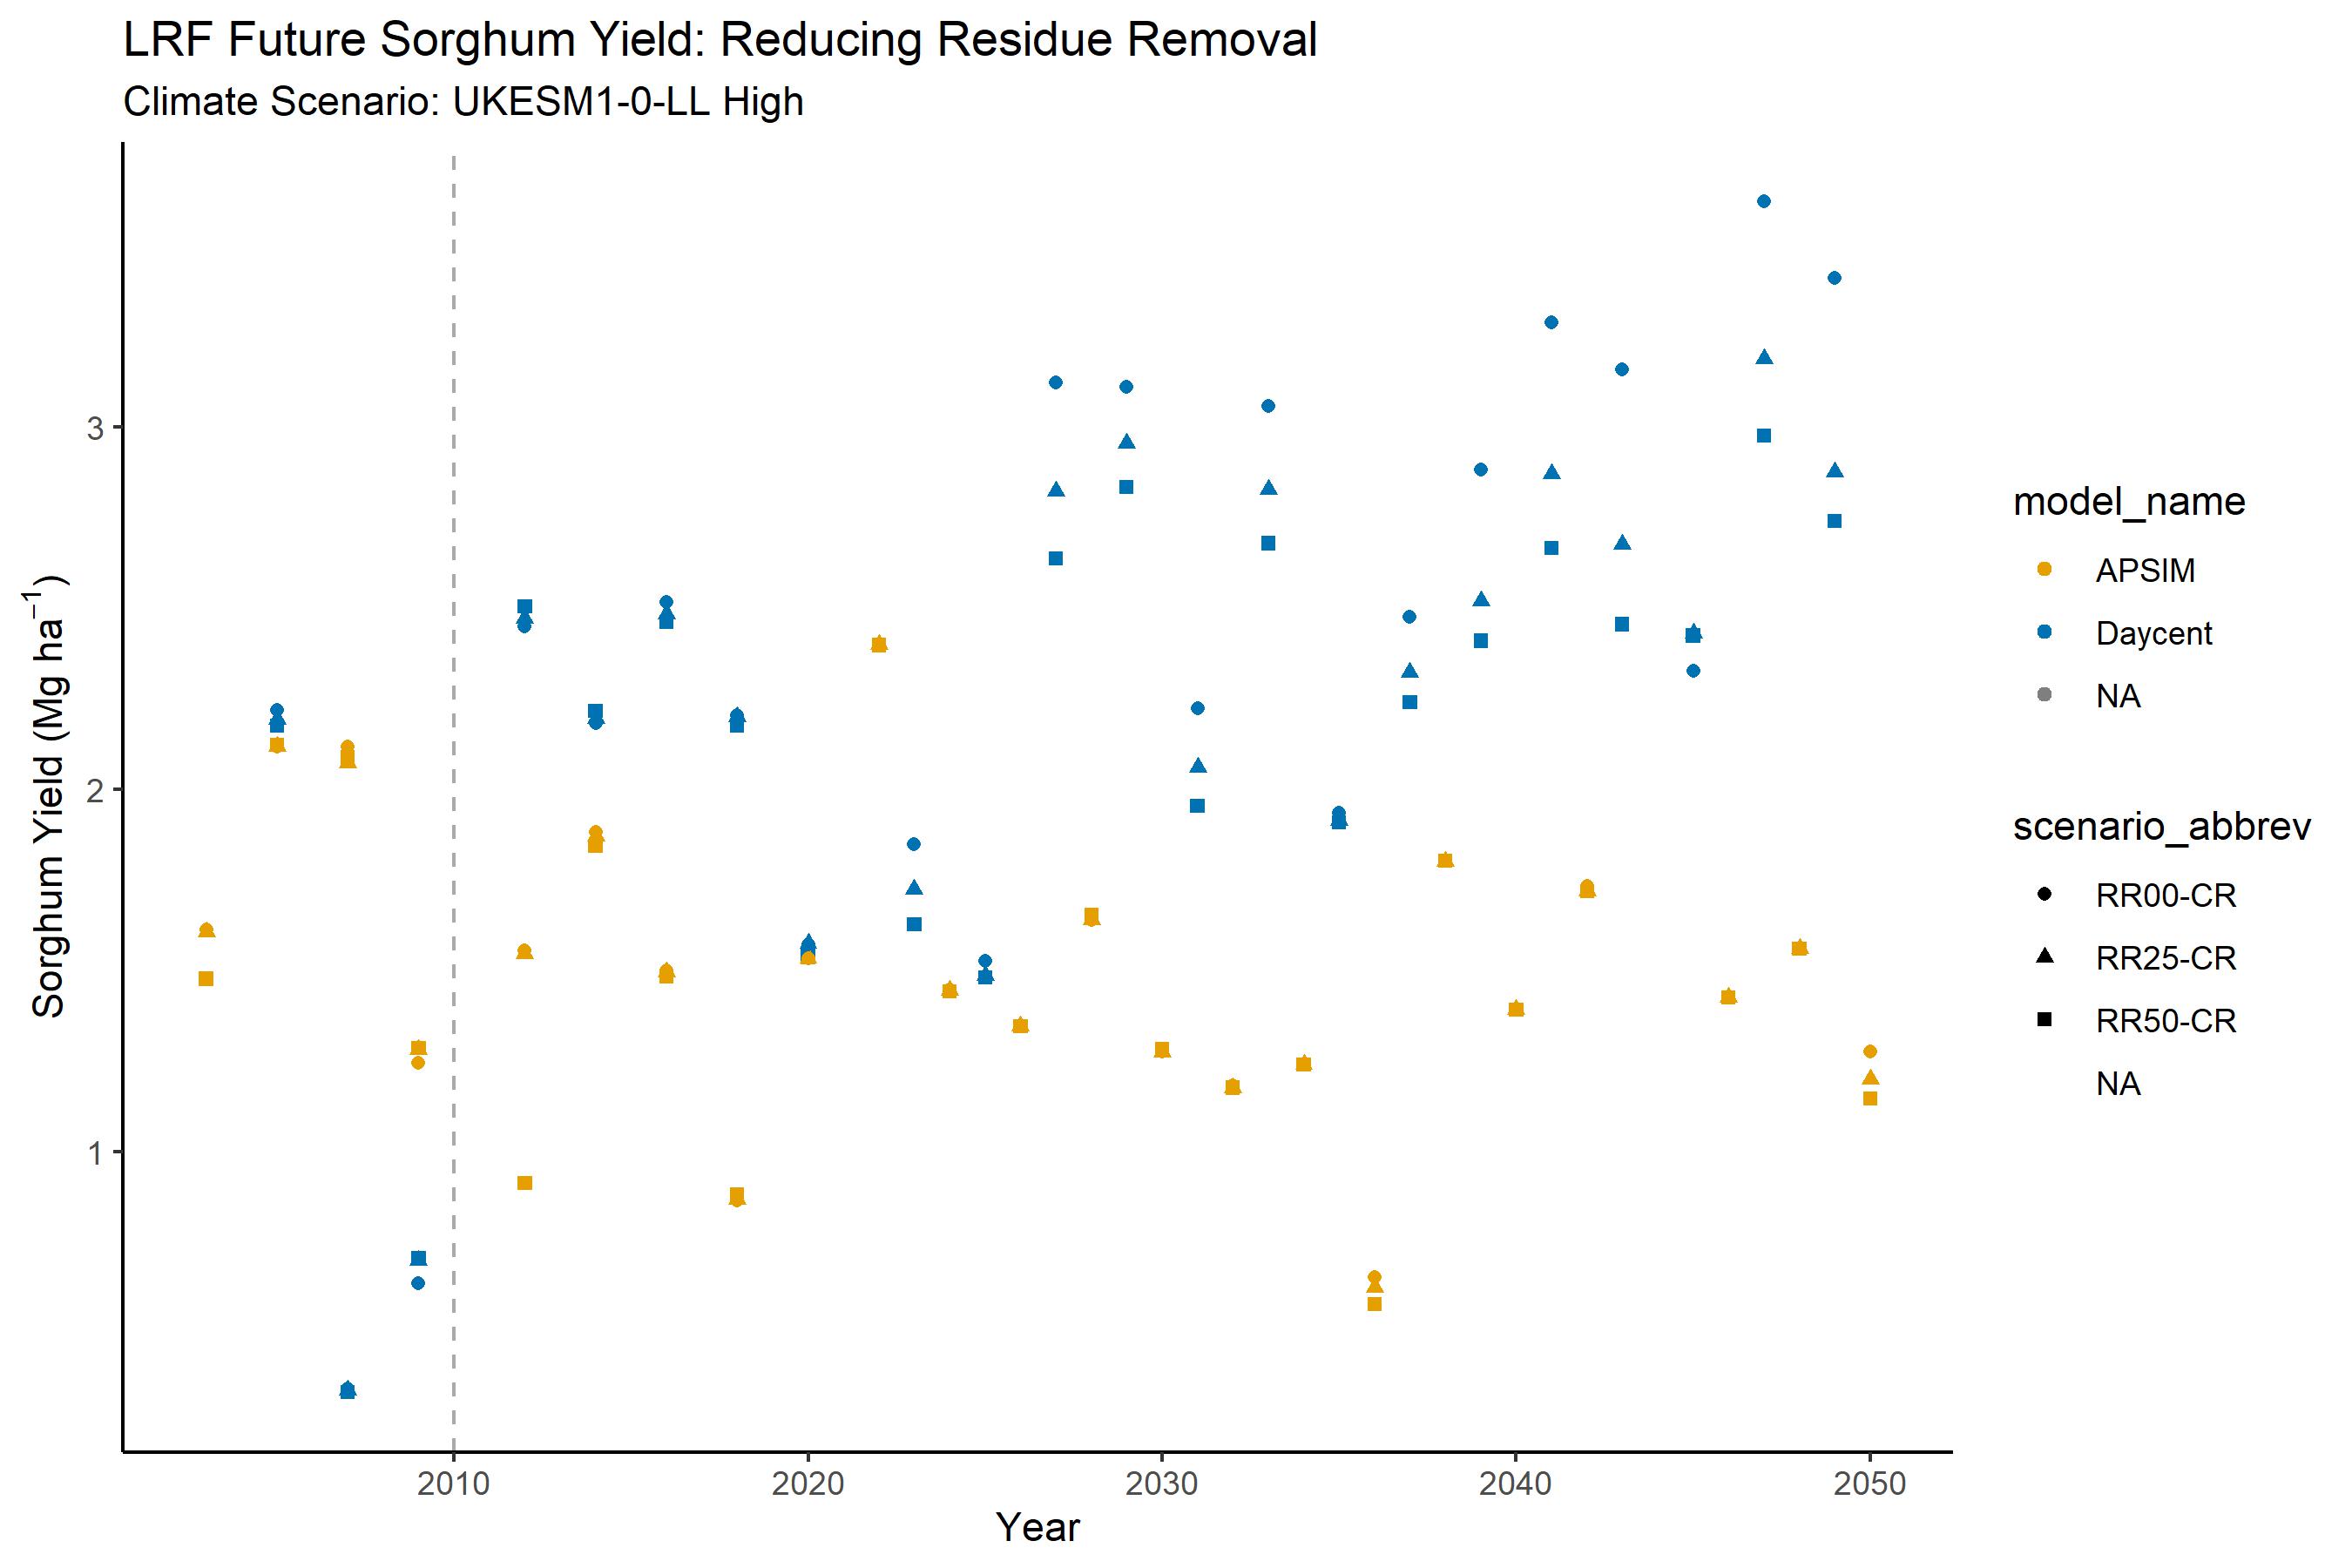 LRF Future Sorghum Yield: Reducing Residue Removal
Climate Scenario: UKESM1-0-LL High
Sorghum Yield (Mg ha⁻¹)
3
2
1
2010
2020
2030
2040
2050
Year
model_name
APSIM
Daycent
NA
scenario_abbrev
RR00-CR
RR25-CR
RR50-CR
NA